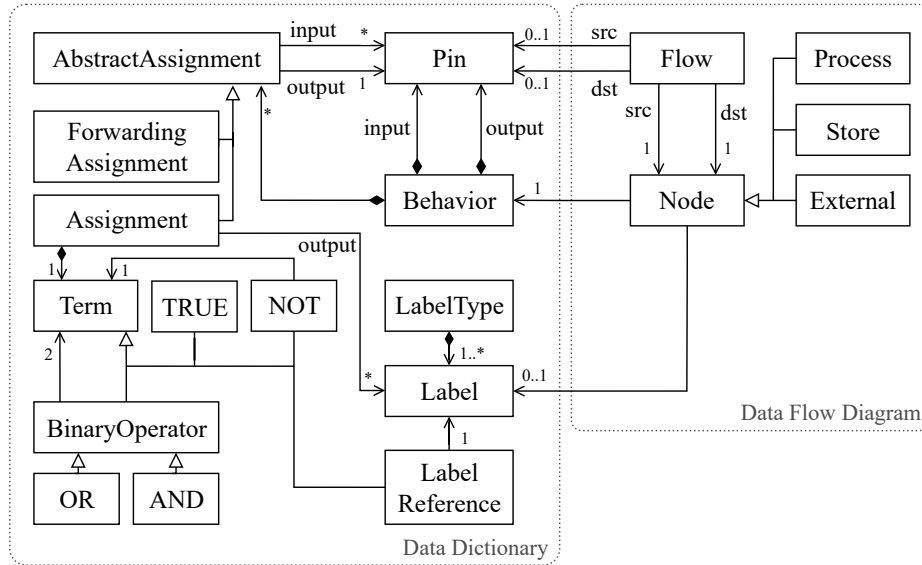 input
*
0..1
src
AbstractAssignment
Pin
Flow
Process
output
1
0..1
dst
*
input
output
src
dst
Forwarding
Assignment
Store
1
1
Assignment
Behavior
1
Node
External
output
1
1
Term
TRUE
NOT
LabelType
2
1..*
*
Label
0..1
BinaryOperator
1
Data Flow Diagram
OR
AND
Label
Reference
Data Dictionary